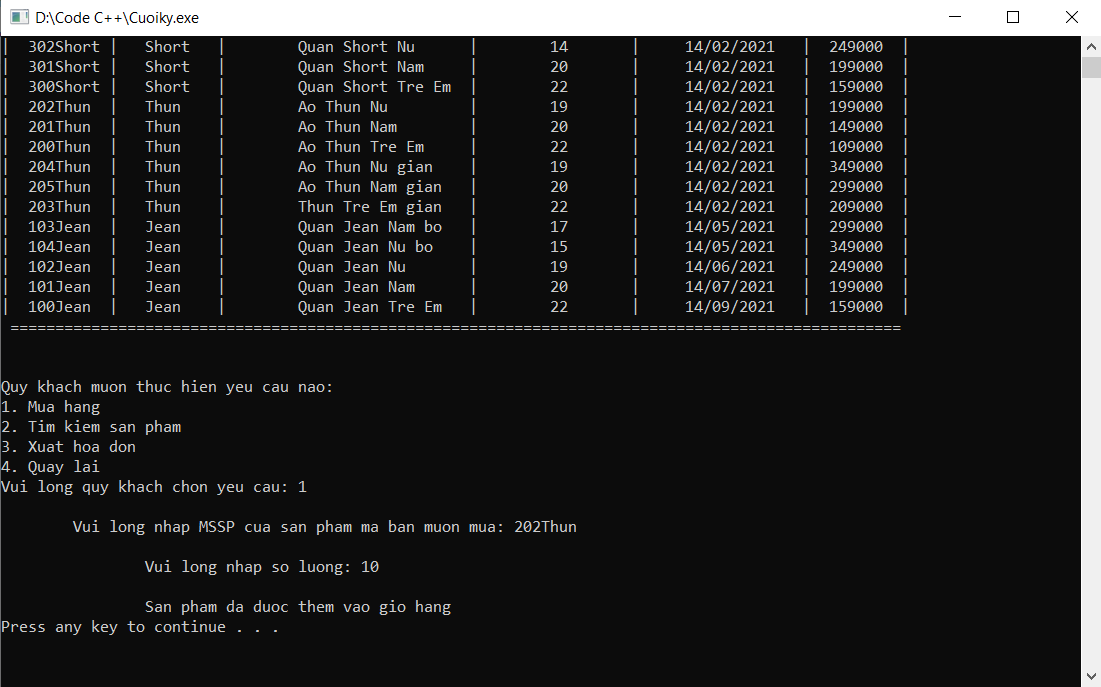 D:\Code C++\Cuoiky.exe
|  302Short |   Short   |        Quan Short Nu      |        14       |     14/02/2021   |  249000  |
|  301Short |   Short   |        Quan Short Nam     |        20       |     14/02/2021   |  199000  |
|  300Short |   Short   |        Quan Short Tre Em  |        22       |     14/02/2021   |  159000  |
|  202Thun  |   Thun    |        Ao Thun Nu         |        19       |     14/02/2021   |  199000  |
|  201Thun  |   Thun    |        Ao Thun Nam        |        20       |     14/02/2021   |  149000  |
|  200Thun  |   Thun    |        Ao Thun Tre Em     |        22       |     14/02/2021   |  109000  |
|  204Thun  |   Thun    |        Ao Thun Nu gian    |        19       |     14/02/2021   |  349000  |
|  205Thun  |   Thun    |        Ao Thun Nam gian   |        20       |     14/02/2021   |  299000  |
|  203Thun  |   Thun    |        Thun Tre Em gian   |        22       |     14/02/2021   |  209000  |
|  103Jean  |   Jean    |        Quan Jean Nam bo   |        17       |     14/05/2021   |  299000  |
|  104Jean  |   Jean    |        Quan Jean Nu bo    |        15       |     14/05/2021   |  349000  |
|  102Jean  |   Jean    |        Quan Jean Nu       |        19       |     14/06/2021   |  249000  |
|  101Jean  |   Jean    |        Quan Jean Nam      |        20       |     14/07/2021   |  199000  |
|  100Jean  |   Jean    |        Quan Jean Tre Em   |        22       |     14/09/2021   |  159000  |
===================================================================================================
Quy khach muon thuc hien yeu cau nao:
1. Mua hang
2. Tim kiem san pham
3. Xuat hoa don
4. Quay lai
Vui long quy khach chon yeu cau: 1
Vui long nhap MSSP cua san pham ma ban muon mua: 202Thun
Vui long nhap so luong: 10
San pham da duoc them vao gio hang
Press any key to continue . . .